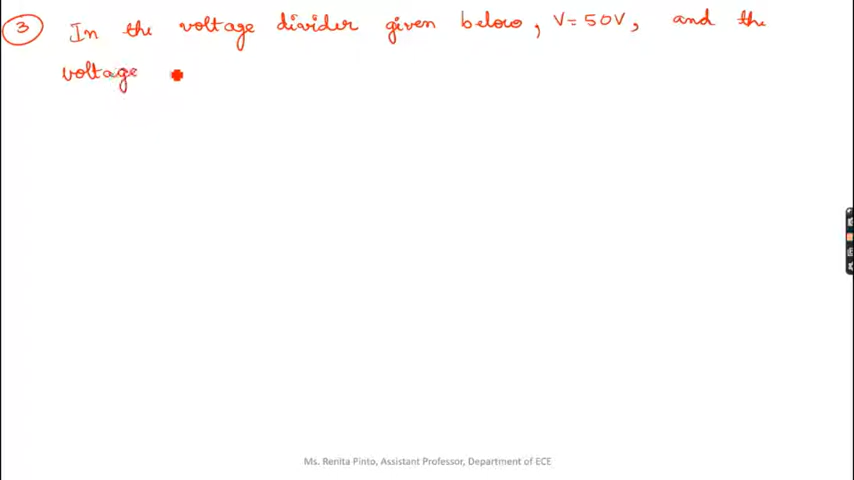 3 In the voltage divider given below, V=50V, and the
voltage
Ms. Renita Pinto, Assistant Professor, Department of ECE